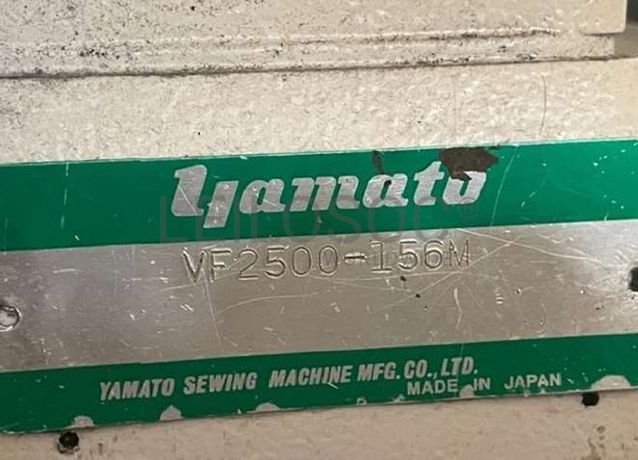 yamato
VF2500-156M
YAMATO SEWING MACHINE MFG. CO., LTD.
MADE IN JAPAN